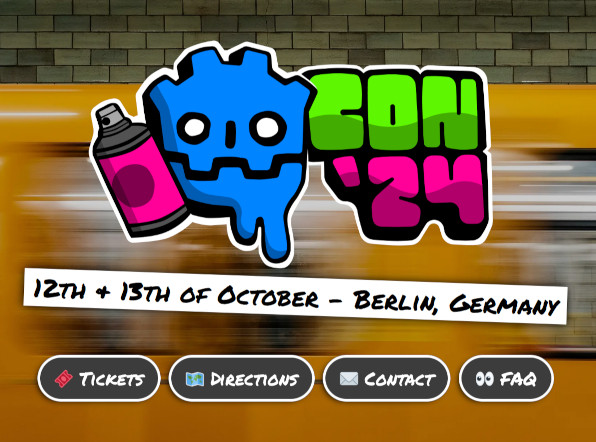 CON
'24
12th & 13th of October – Berlin, Germany
Tickets
Directions
Contact
FAQ